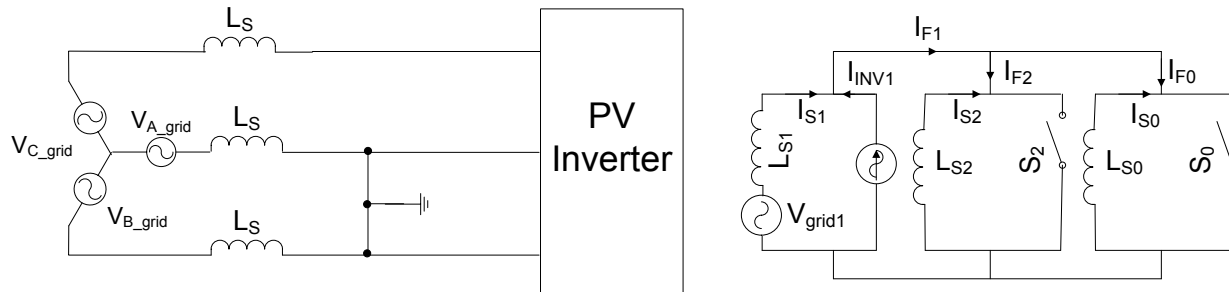 L_S
V_A_grid
L_S
V_C_grid
V_B_grid
L_S
PV
Inverter
I_F1
I_INV1
I_F2
I_F0
I_S1
I_S2
I_S0
L_S1
L_S2
S_2
L_S0
S_0
V_grid1